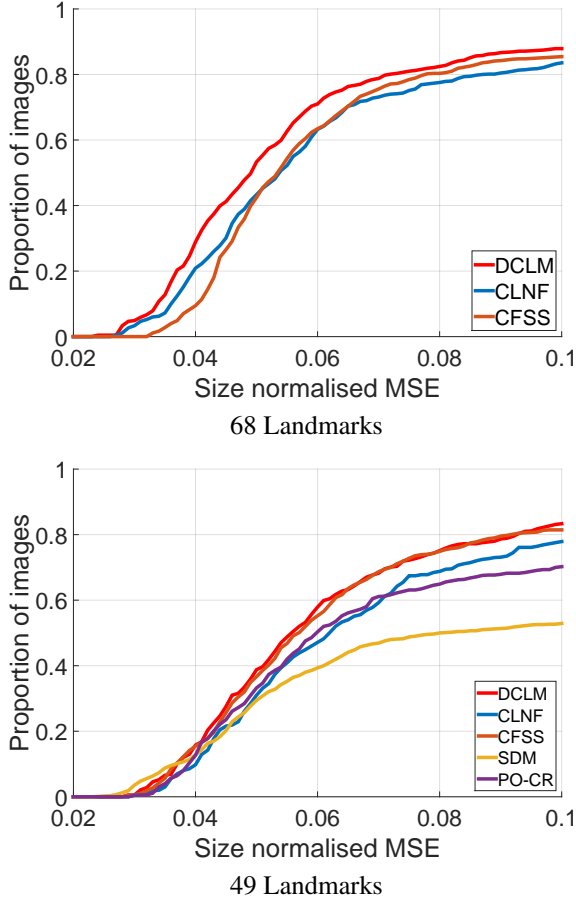 1
0.8
0.6
0.4
0.2
0
Proportion of images
DCLM
CLNF
CFSS
0.02 0.04 0.06 0.08 0.1
Size normalised MSE
68 Landmarks
1
0.8
0.6
0.4
0.2
0
Proportion of images
DCLM
CLNF
CFSS
SDM
PO-CR
0.02 0.04 0.06 0.08 0.1
Size normalised MSE
49 Landmarks